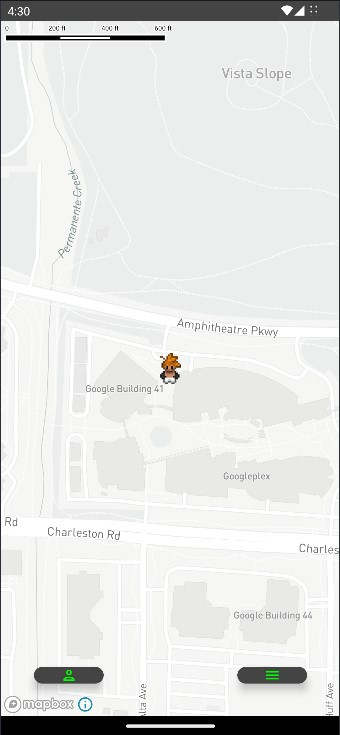 4:30
0 200 ft 400 ft 600 ft
Vista Slope
Permanente Creek
Amphitheatre Pkwy
Google Building 41
Googleplex
Rd
Charleston Rd
Charles
Google Building 44
Alta Ave
Huff Ave
mapbox